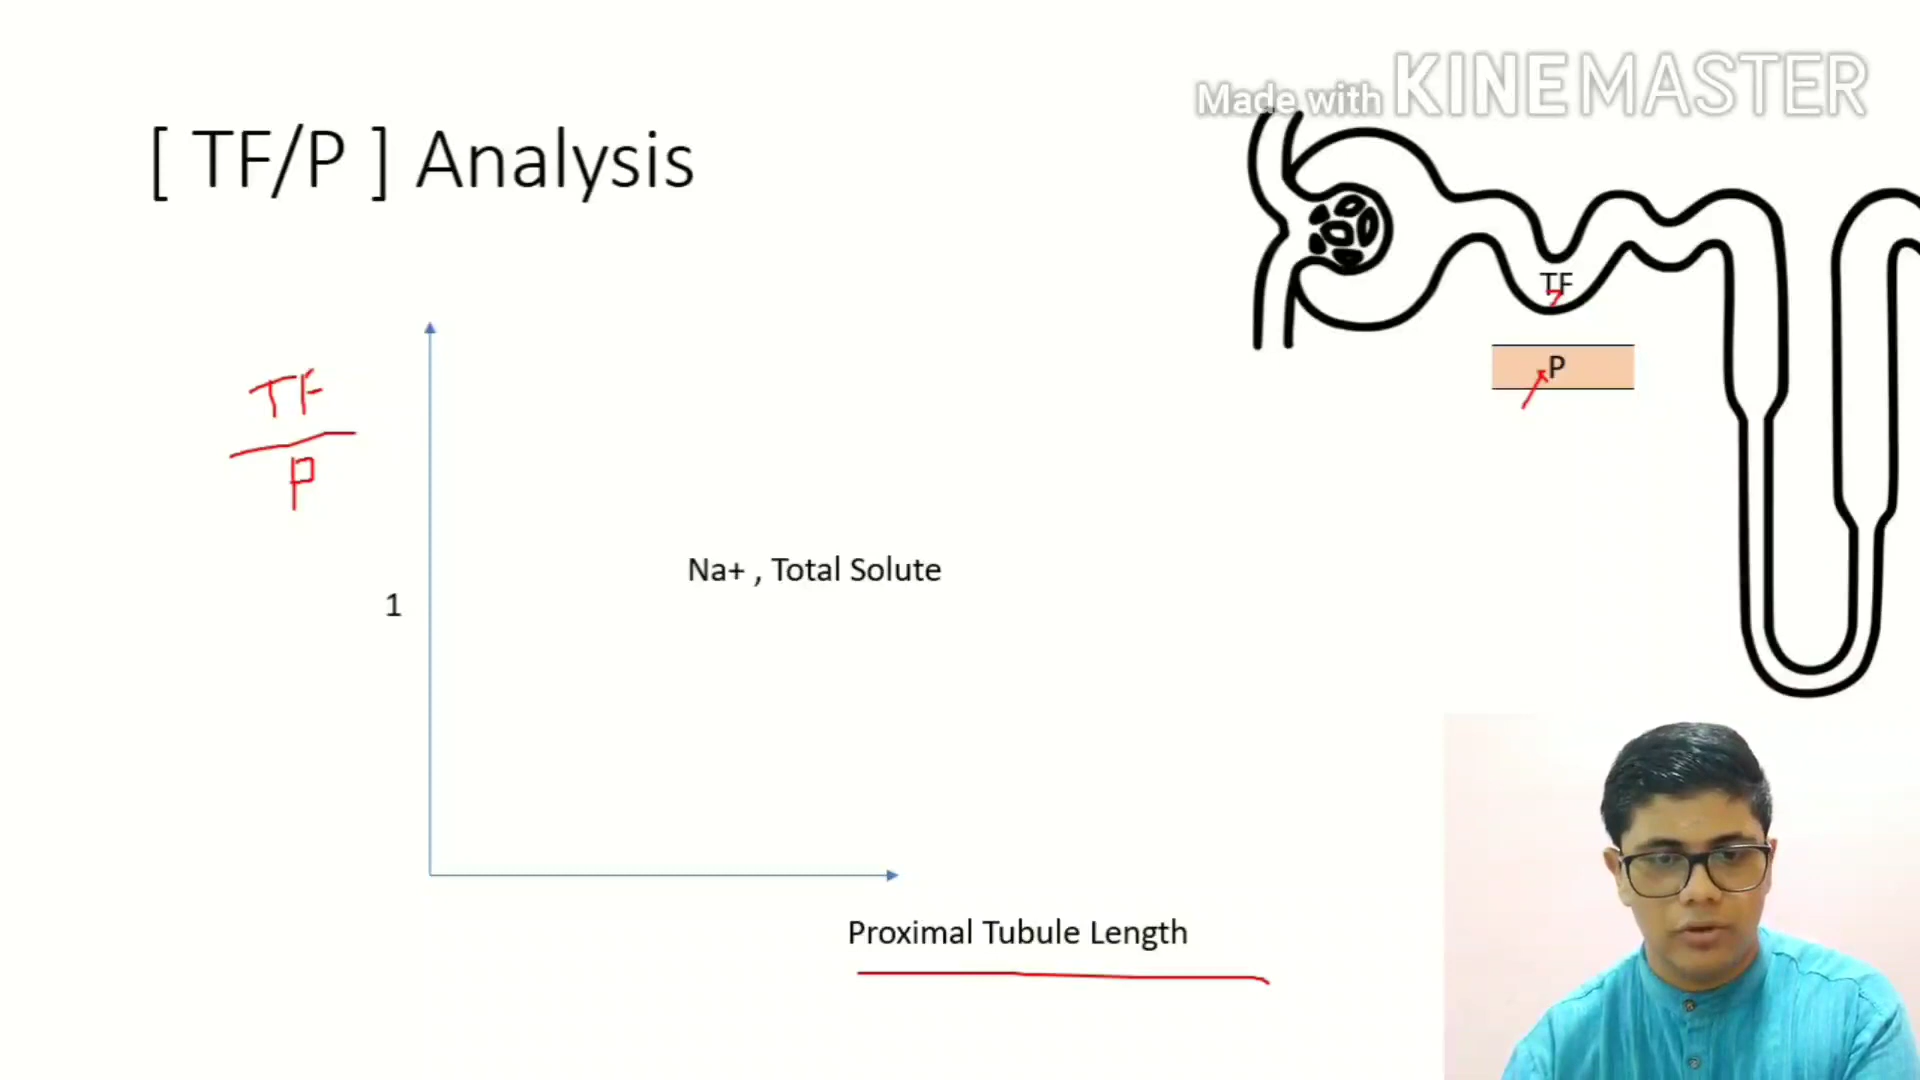 Made with KINEMASTER
[ TF/P ] Analysis
TF
P
TF
P
Na+ , Total Solute
1
Proximal Tubule Length